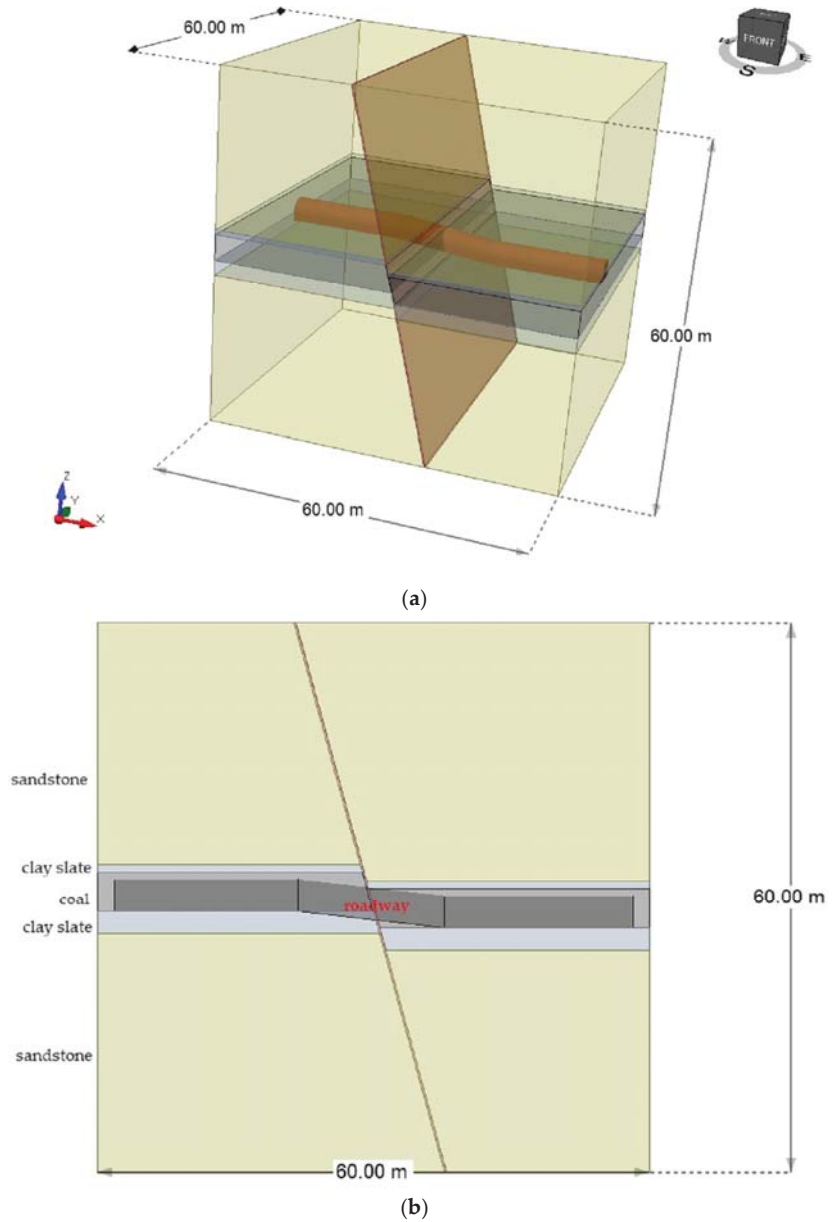 60.00 m
FRONT
S
E
60.00 m
Z
Y
X
60.00 m
(a)
sandstone
clay slate
coal
roadway
60.00 m
clay slate
sandstone
60.00 m
(b)